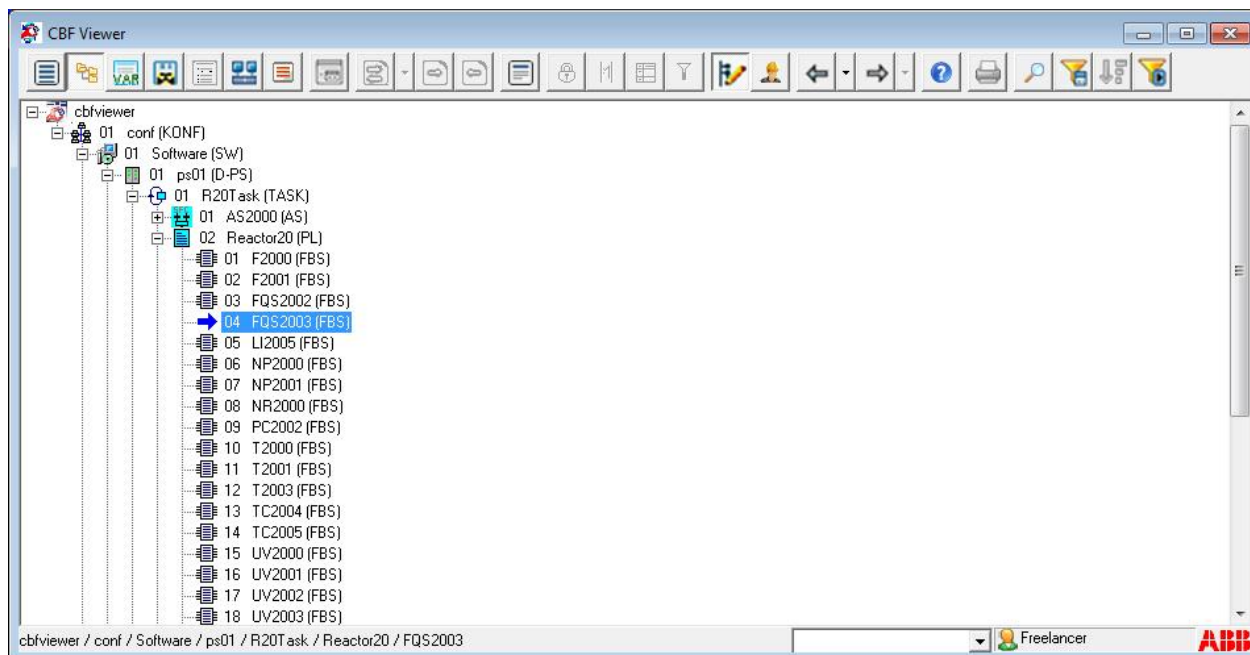 CBF Viewer
VAR
cbfviewer
01 conf (KONF)
01 Software (SW)
01 ps01 (D-PS)
01 R20Task (TASK)
01 AS2000 (AS)
02 Reactor20 (PL)
01 F2000 (FBS)
02 F2001 (FBS)
03 FQS2002 (FBS)
04 FQS2003 (FBS)
05 LI2005 (FBS)
06 NP2000 (FBS)
07 NP2001 (FBS)
08 NR2000 (FBS)
09 PC2002 (FBS)
10 T2000 (FBS)
11 T2001 (FBS)
12 T2003 (FBS)
13 TC2004 (FBS)
14 TC2005 (FBS)
15 UV2000 (FBS)
16 UV2001 (FBS)
17 UV2002 (FBS)
18 UV2003 (FBS)
cbfviewer / conf / Software / ps01 / R20Task / Reactor20 / FQS2003
Freelancer
ABB